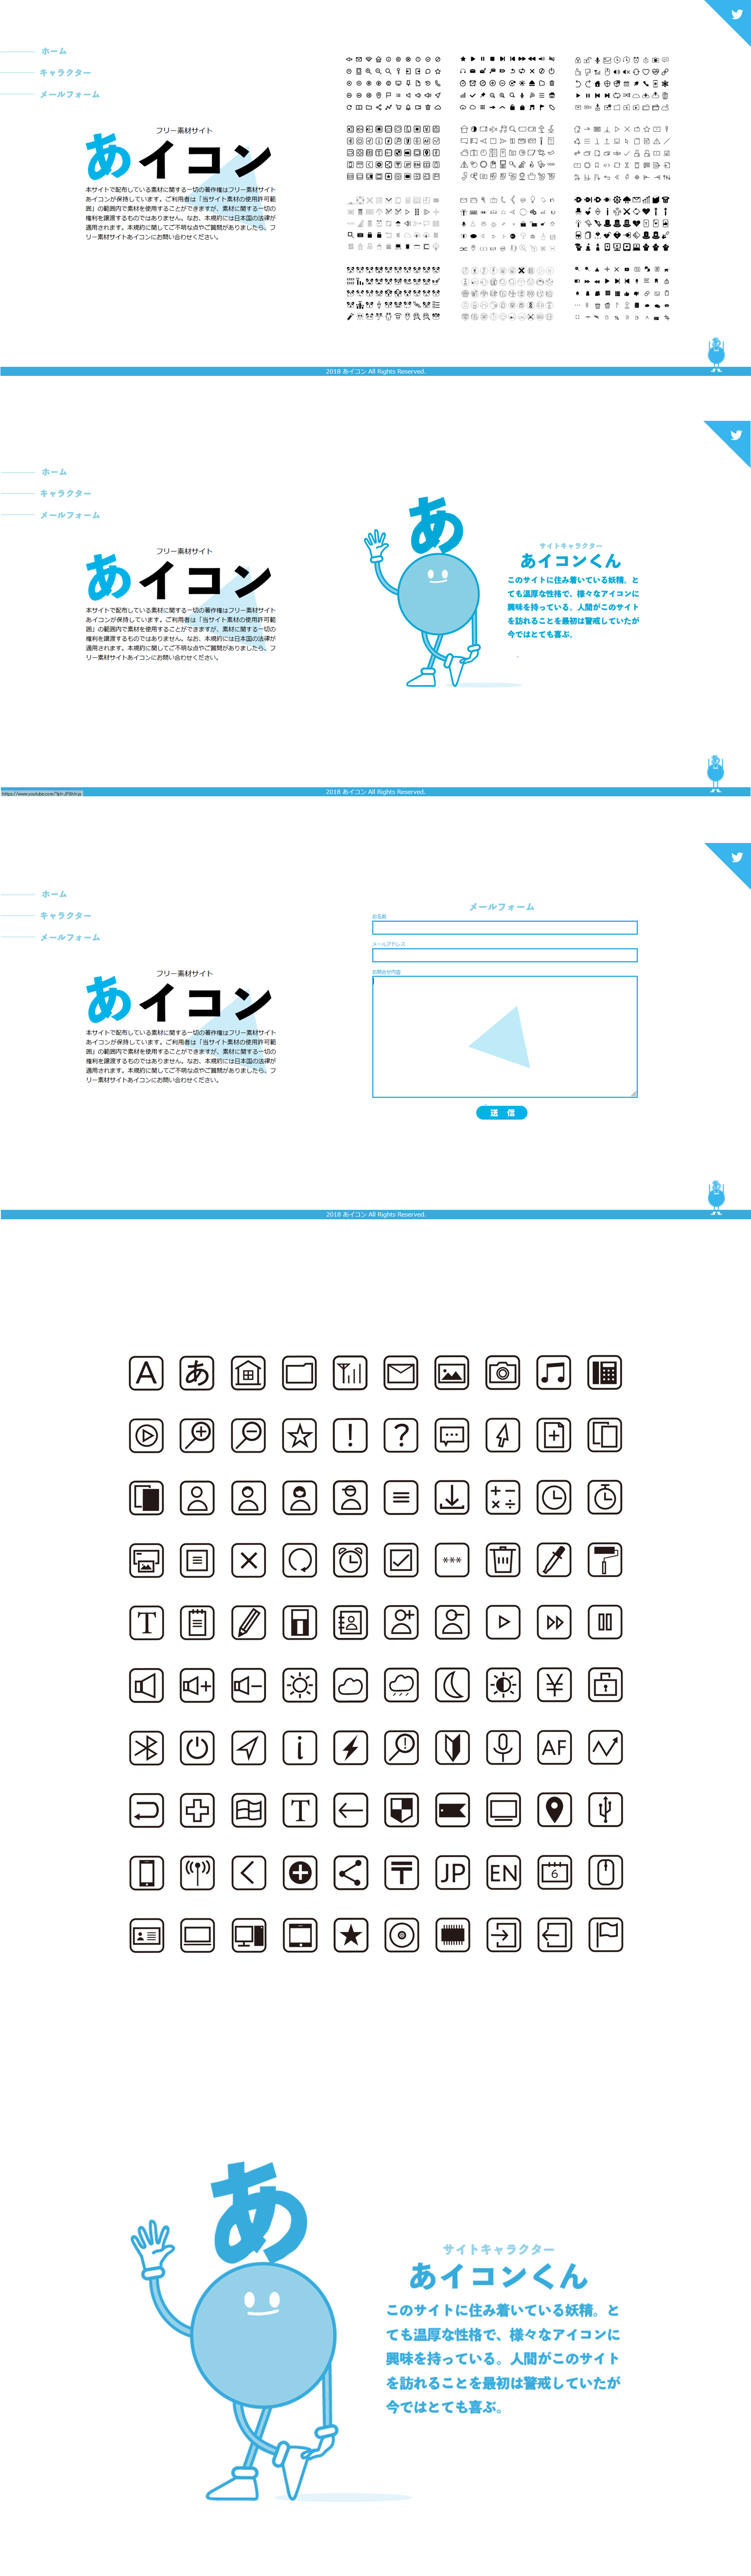 ホーム
キャラクター
メールフォーム
フリー素材サイト
あイコン
本サイトで配布している素材に関する一切の著作権はフリー素材サイト
あイコンが保持しています。ご利用者は「当サイト素材の使用許可範
囲」の範囲内で素材を使用することができますが、素材に関する一切の
権利を譲渡するものではありません。なお、本規約には日本国の法律が
適用されます。本規約に関してご不明な点やご質問がありましたら、フ
リー素材サイトあイコンにお問い合わせください。
2018 あイコン All Rights Reserved.
ホーム
キャラクター
メールフォーム
フリー素材サイト
あイコン
本サイトで配布している素材に関する一切の著作権はフリー素材サイト
あイコンが保持しています。ご利用者は「当サイト素材の使用許可範
囲」の範囲内で素材を使用することができますが、素材に関する一切の
権利を譲渡するものではありません。なお、本規約には日本国の法律が
適用されます。本規約に関してご不明な点やご質問がありましたら、フ
リー素材サイトあイコンにお問い合わせください。
あ
サイトキャラクター
あイコンくん
このサイトに住み着いている妖精。と
ても温厚な性格で、様々なアイコンに
興味を持っている。人間がこのサイト
を訪れることを最初は警戒していたが
今ではとても喜ぶ。
2018 あイコン All Rights Reserved.
ホーム
キャラクター
メールフォーム
フリー素材サイト
あイコン
本サイトで配布している素材に関する一切の著作権はフリー素材サイト
あイコンが保持しています。ご利用者は「当サイト素材の使用許可範
囲」の範囲内で素材を使用することができますが、素材に関する一切の
権利を譲渡するものではありません。なお、本規約には日本国の法律が
適用されます。本規約に関してご不明な点やご質問がありましたら、フ
リー素材サイトあイコンにお問い合わせください。
メールフォーム
お名前
メールアドレス
お問合せ内容
送 信
2018 あイコン All Rights Reserved.
A あ
! ?
***
T
¥
i ! AF
T
〒 JP EN 6
あ
サイトキャラクター
あイコンくん
このサイトに住み着いている妖精。と
ても温厚な性格で、様々なアイコンに
興味を持っている。人間がこのサイト
を訪れることを最初は警戒していたが
今ではとても喜ぶ。